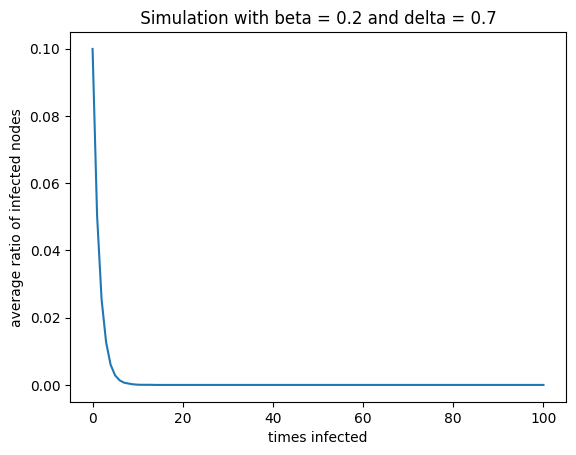 Simulation with beta = 0.2 and delta = 0.7
average ratio of infected nodes
0.10
0.08
0.06
0.04
0.02
0.00
0 20 40 60 80 100
times infected